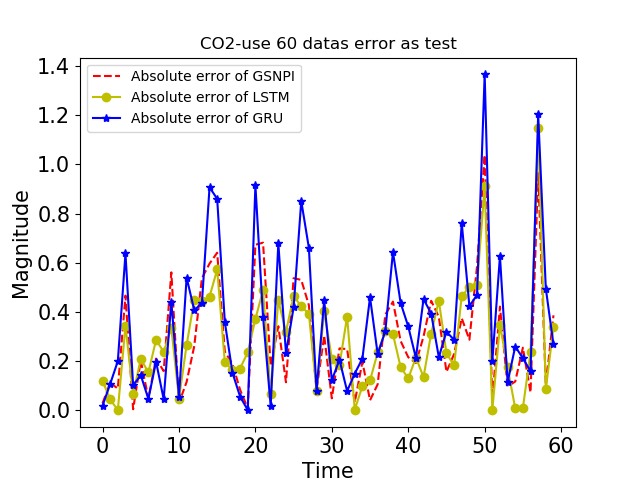 CO2-use 60 datas error as test
Absolute error of GSNPI
Absolute error of LSTM
Absolute error of GRU
Magnitude
1.4
1.2
1.0
0.8
0.6
0.4
0.2
0.0
0 10 20 30 40 50 60
Time